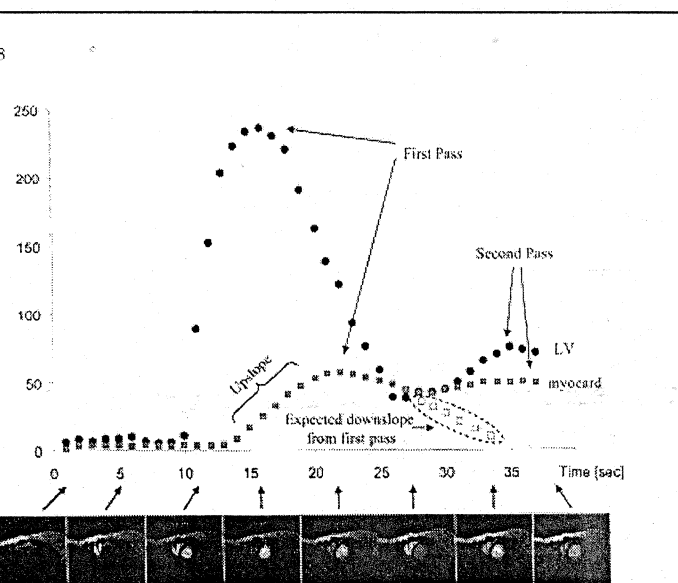 8
250
200
150
100
50
0
First Pass
Second Pass
LV
myocard
Upslope
Expected downslope
from first pass
0 5 10 15 20 25 30 35 Time [sec]